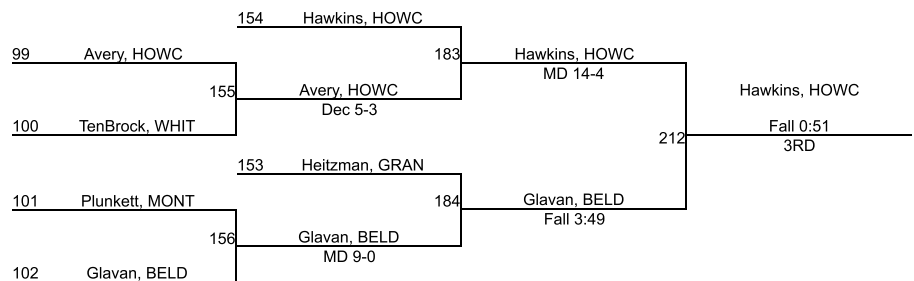 154 Hawkins, HOWC
99 Avery, HOWC
183 Hawkins, HOWC
MD 14-4
155 Avery, HOWC
Dec 5-3
Hawkins, HOWC
100 TenBrock, WHIT
Fall 0:51
212
3RD
153 Heitzman, GRAN
101 Plunkett, MONT
184 Glavan, BELD
Fall 3:49
156 Glavan, BELD
MD 9-0
102 Glavan, BELD